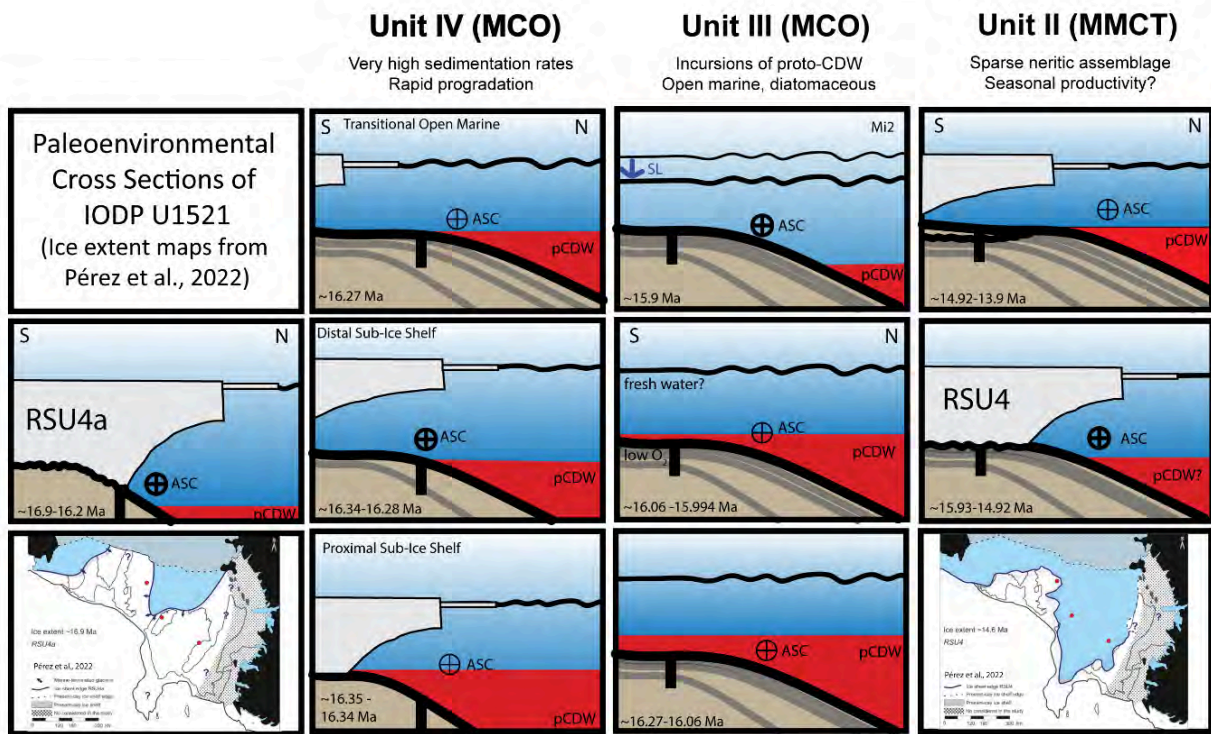 Unit IV (MCO)
Very high sedimentation rates
Rapid progradation
Unit III (MCO)
Incursions of proto-CDW
Open marine, diatomaceous
Unit II (MMCT)
Sparse neritic assemblage
Seasonal productivity?
Paleoenvironmental
Cross Sections of
IODP U1521
(Ice extent maps from
Pérez et al., 2022)
S Transitional Open Marine N
ASC
pCDW
~16.27 Ma
Mi2
SL
ASC
pCDW
~15.9 Ma
S N
ASC
pCDW
~14.92-13.9 Ma
S N
RSU4a
ASC
pCDW
~16.9-16.2 Ma
Distal Sub-Ice Shelf
ASC
pCDW
~16.34-16.28 Ma
S N
fresh water?
ASC
pCDW
low O2
~16.06 -15.994 Ma
RSU4
ASC
pCDW?
~15.93-14.92 Ma
Ice extent ~16.9 Ma
RSU4a
Pérez et al., 2022
Proximal Sub-Ice Shelf
ASC
pCDW
~16.35 -
16.34 Ma
ASC
pCDW
~16.27-16.06 Ma
Ice extent ~14.6 Ma
RSU4
Pérez et al., 2022